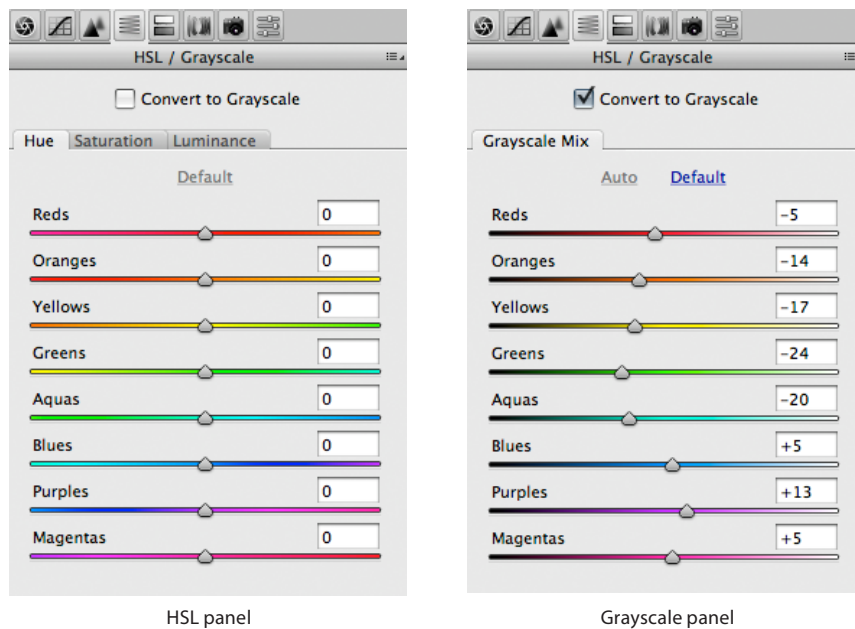 HSL / Grayscale
Convert to Grayscale
Hue Saturation Luminance
Default
Reds 0
Oranges 0
Yellows 0
Greens 0
Aquas 0
Blues 0
Purples 0
Magentas 0
HSL panel
HSL / Grayscale
Convert to Grayscale
Grayscale Mix
Auto Default
Reds -5
Oranges -14
Yellows -17
Greens -24
Aquas -20
Blues +5
Purples +13
Magentas +5
Grayscale panel